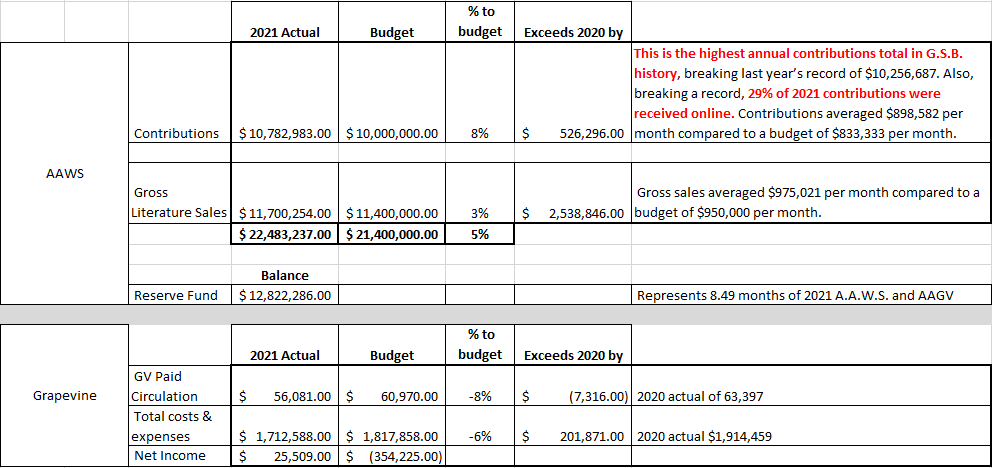 % to
2021 Actual Budget budget Exceeds 2020 by
This is the highest annual contributions total in G.S.B.
history, breaking last year's record of $10,256,687. Also,
breaking a record, 29% of 2021 contributions were
received online. Contributions averaged $898,582 per
Contributions $ 10,782,983.00 $ 10,000,000.00 8% $ 526,296.00 month compared to a budget of $833,333 per month.
AAWS
Gross Gross sales averaged $975,021 per month compared to a
Literature Sales $ 11,700,254.00 $ 11,400,000.00 3% $ 2,538,846.00 budget of $950,000 per month.
$ 22,483,237.00 $ 21,400,000.00 5%
Balance
Reserve Fund $ 12,822,286.00 Represents 8.49 months of 2021 A.A.W.S. and AAGV
% to
2021 Actual Budget budget Exceeds 2020 by
GV Paid
Grapevine Circulation $ 56,081.00 $ 60,970.00 -8% $ (7,316.00) 2020 actual of 63,397
Total costs &
expenses $ 1,712,588.00 $ 1,817,858.00 -6% $ 201,871.00 2020 actual $1,914,459
Net Income $ 25,509.00 $ (354,225.00)